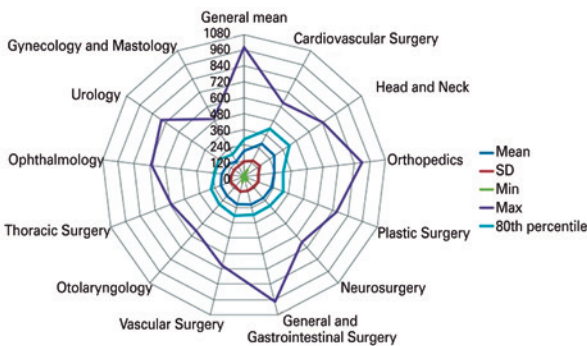 General mean
1080
960
840
720
600
480
360
240
120
0
Cardiovascular Surgery
Head and Neck
Orthopedics
Plastic Surgery
Neurosurgery
General and
Gastrointestinal Surgery
Vascular Surgery
Otolaryngology
Thoracic Surgery
Ophthalmology
Urology
Gynecology and Mastology
Mean
SD
Min
Max
80th percentile